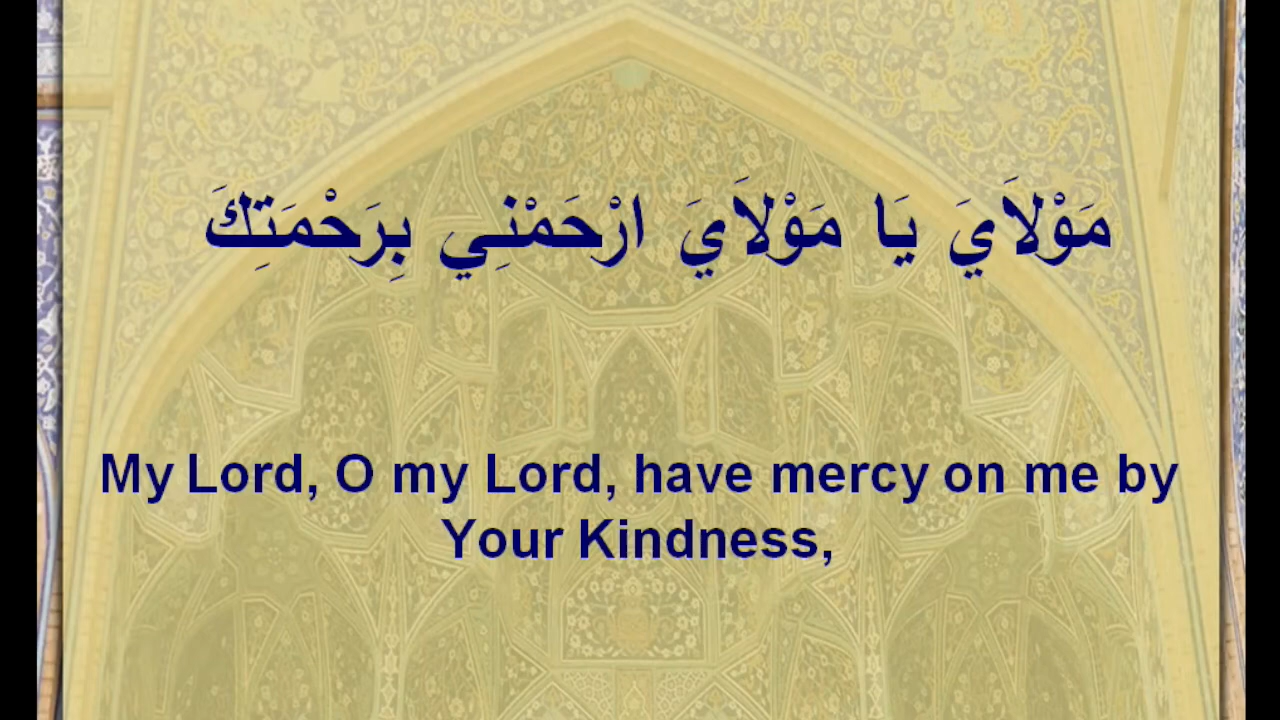 مَوْلاَيَ يَا مَوْلاَيَ ارْحَمْنِي بِرَحْمَتِكَ
My Lord, O my Lord, have mercy on me by
Your Kindness,